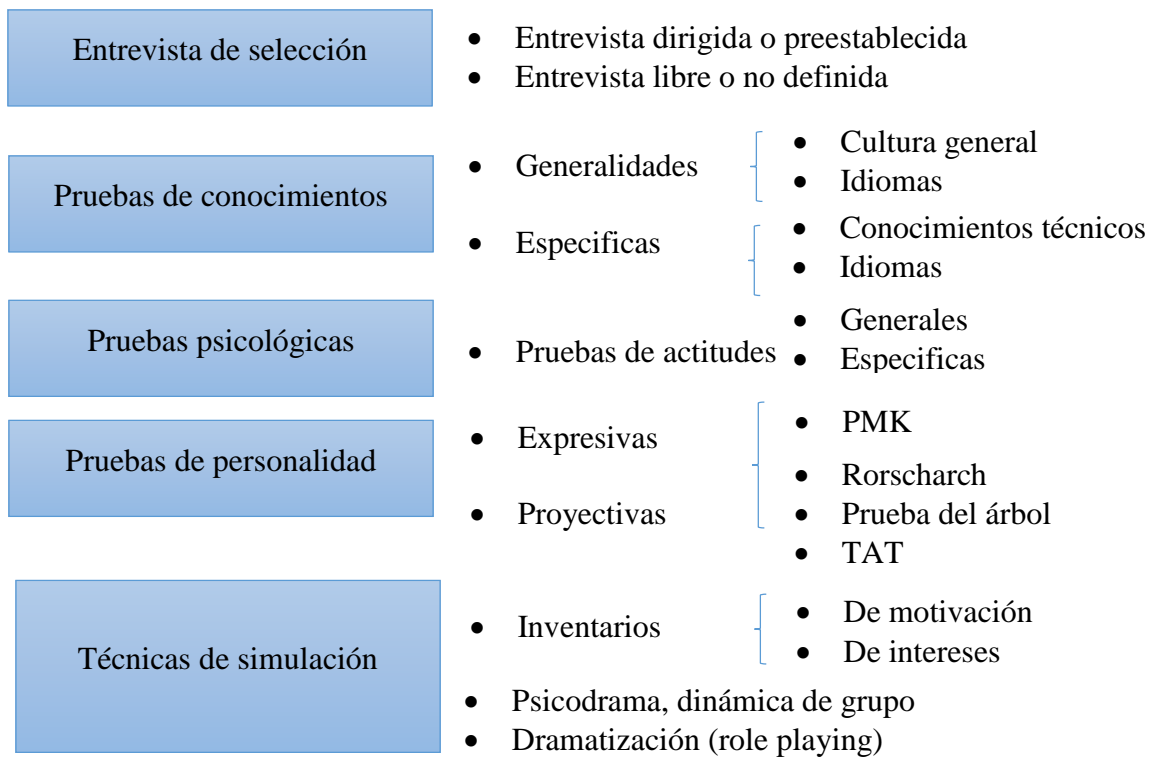 Entrevista de selección
• Entrevista dirigida o preestablecida
• Entrevista libre o no definida
Pruebas de conocimientos
• Generalidades
• Cultura general
• Idiomas
• Especificas
• Conocimientos técnicos
• Idiomas
Pruebas psicológicas
• Pruebas de actitudes
• Generales
• Especificas
Pruebas de personalidad
• Expresivas
• PMK
• Proyectivas
• Rorscharch
• Prueba del árbol
• TAT
Técnicas de simulación
• Inventarios
• De motivación
• De intereses
• Psicodrama, dinámica de grupo
• Dramatización (role playing)